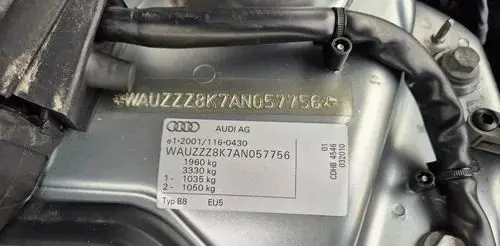 *WAUZZZ8K7AN057756*
AUDI AG
e1*2001/116*0430
WAUZZZ8K7AN057756
1960 kg
3330 kg
1- 1035 kg
2- 1050 kg
Typ B8 EU5
01
CDHB 4546
032010